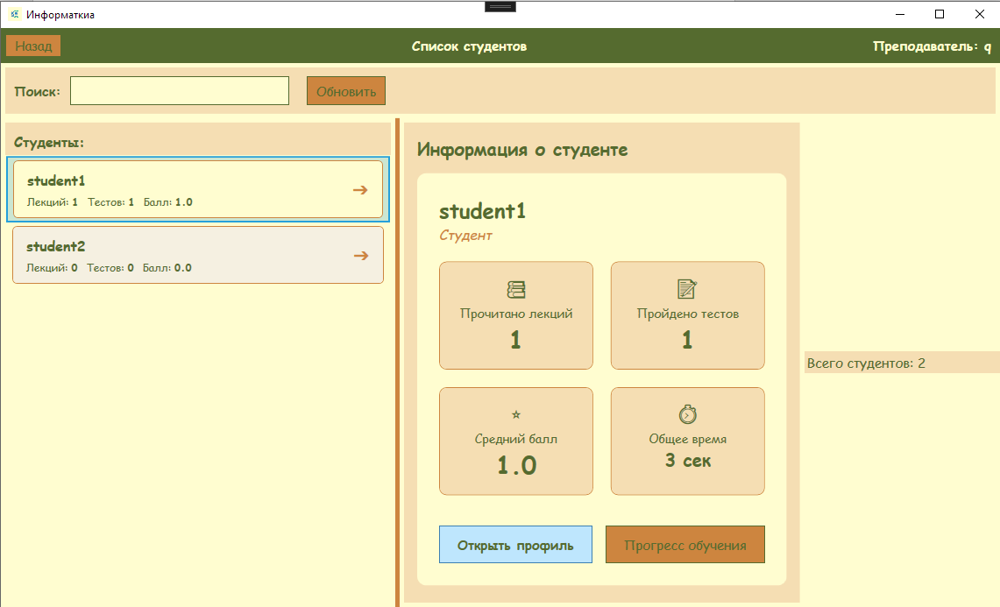 Информаткиа
Назад
Список студентов
Преподаватель: q
Поиск:
Обновить
Студенты:
student1
Лекций: 1 Тестов: 1 Балл: 1.0
student2
Лекций: 0 Тестов: 0 Балл: 0.0
Информация о студенте
student1
Студент
Прочитано лекций
1
Пройдено тестов
1
Средний балл
1.0
Общее время
3 сек
Открыть профиль
Прогресс обучения
Всего студентов: 2